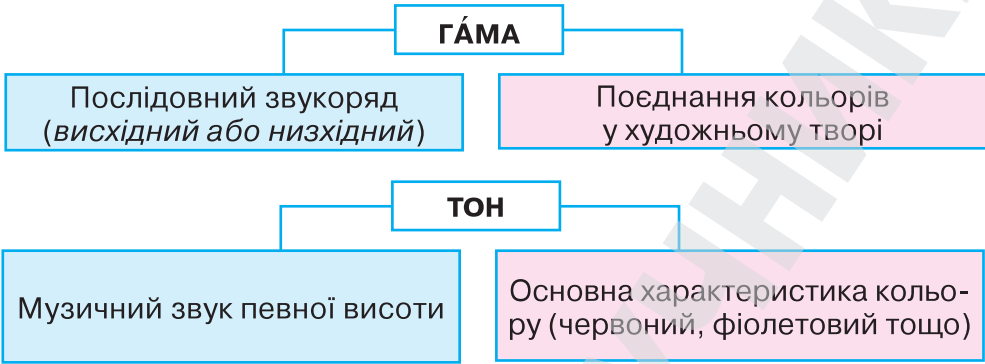 ГА́МА
Послідовний звукоряд
(висхідний або низхідний)
Поєднання кольорів
у художньому творі
ТОН
Музичний звук певної висоти
Основна характеристика кольо-
ру (червоний, фіолетовий тощо)